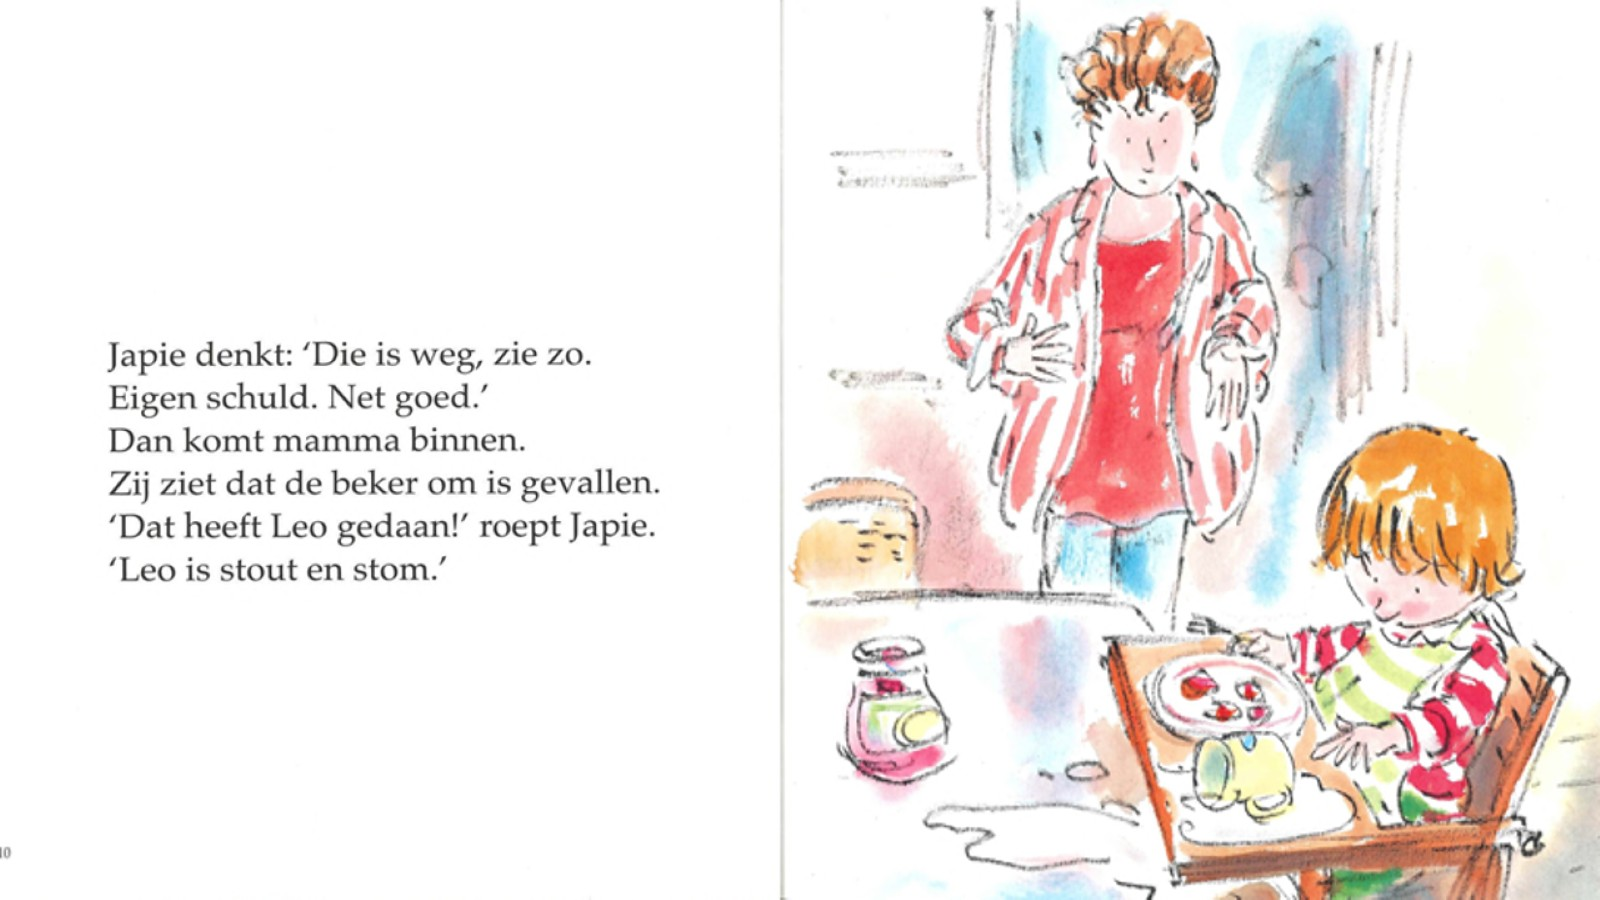 Japie denkt: ‘Die is weg, zie zo.
Eigen schuld. Net goed.’
Dan komt mamma binnen.
Zij ziet dat de beker om is gevallen.
‘Dat heeft Leo gedaan!’ roept Japie.
‘Leo is stout en stom.’
10